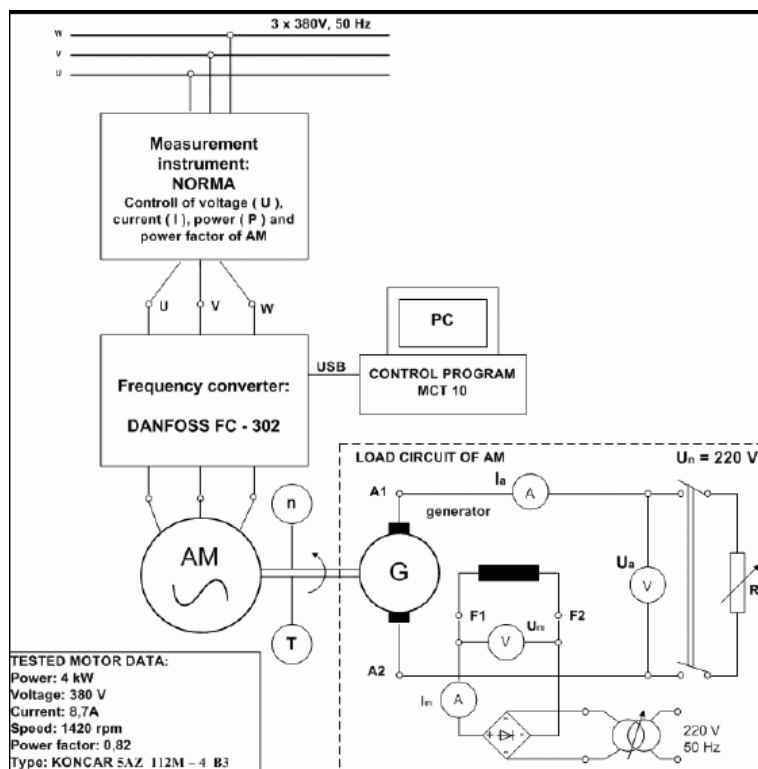 3 x 380V, 50 Hz
W
V
U
Measurement
instrument:
NORMA
Controll of voltage ( U ),
current ( I ), power ( P ) and
power factor of AM
U
V
W
PC
USB
CONTROL PROGRAM
MCT 10
Frequency converter:
DANFOSS FC - 302
LOAD CIRCUIT OF AM
Un = 220 V
Ia
A1
A
n
generator
AM
G
Ua
V
R
F1
Um
F2
V
T
A2
Im
A
220 V
50 Hz
TESTED MOTOR DATA:
Power: 4 kW
Voltage: 380 V
Current: 8,7A
Speed: 1420 rpm
Power factor: 0,82
Type: KONCAR 5AZ 112M – 4 B3